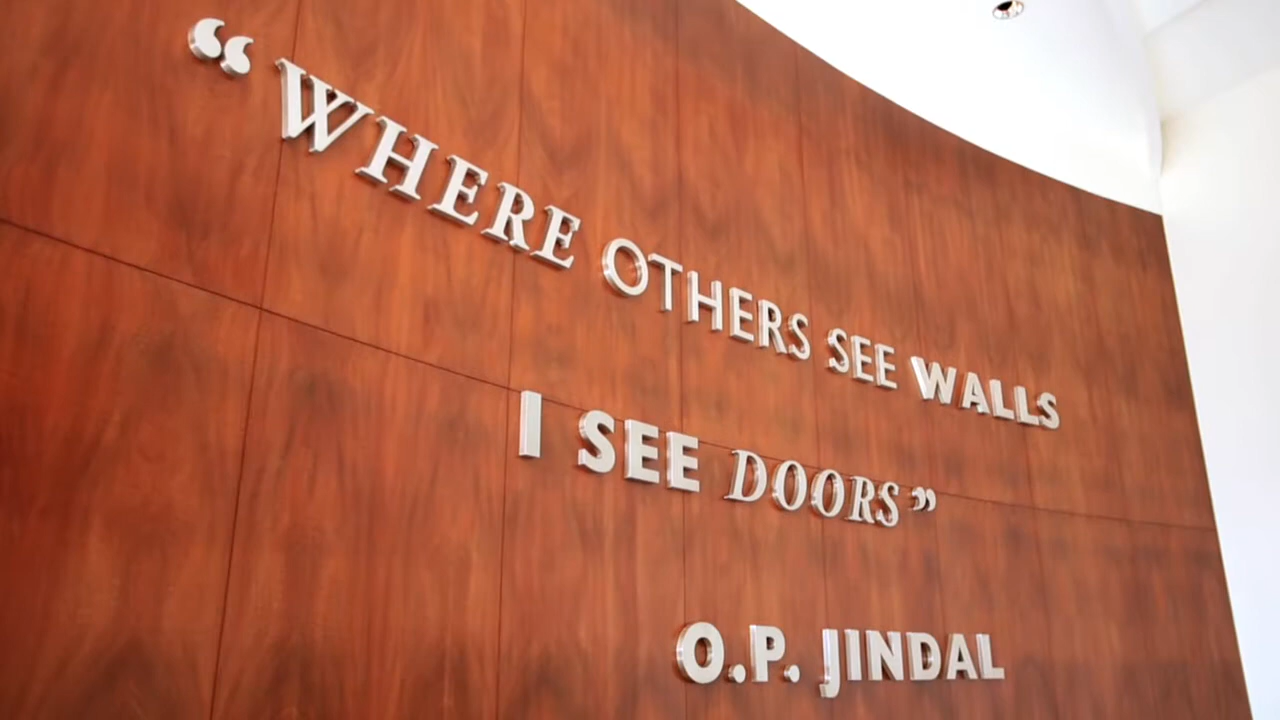 “WHERE OTHERS SEE WALLS
I SEE DOORS”
O.P. JINDAL